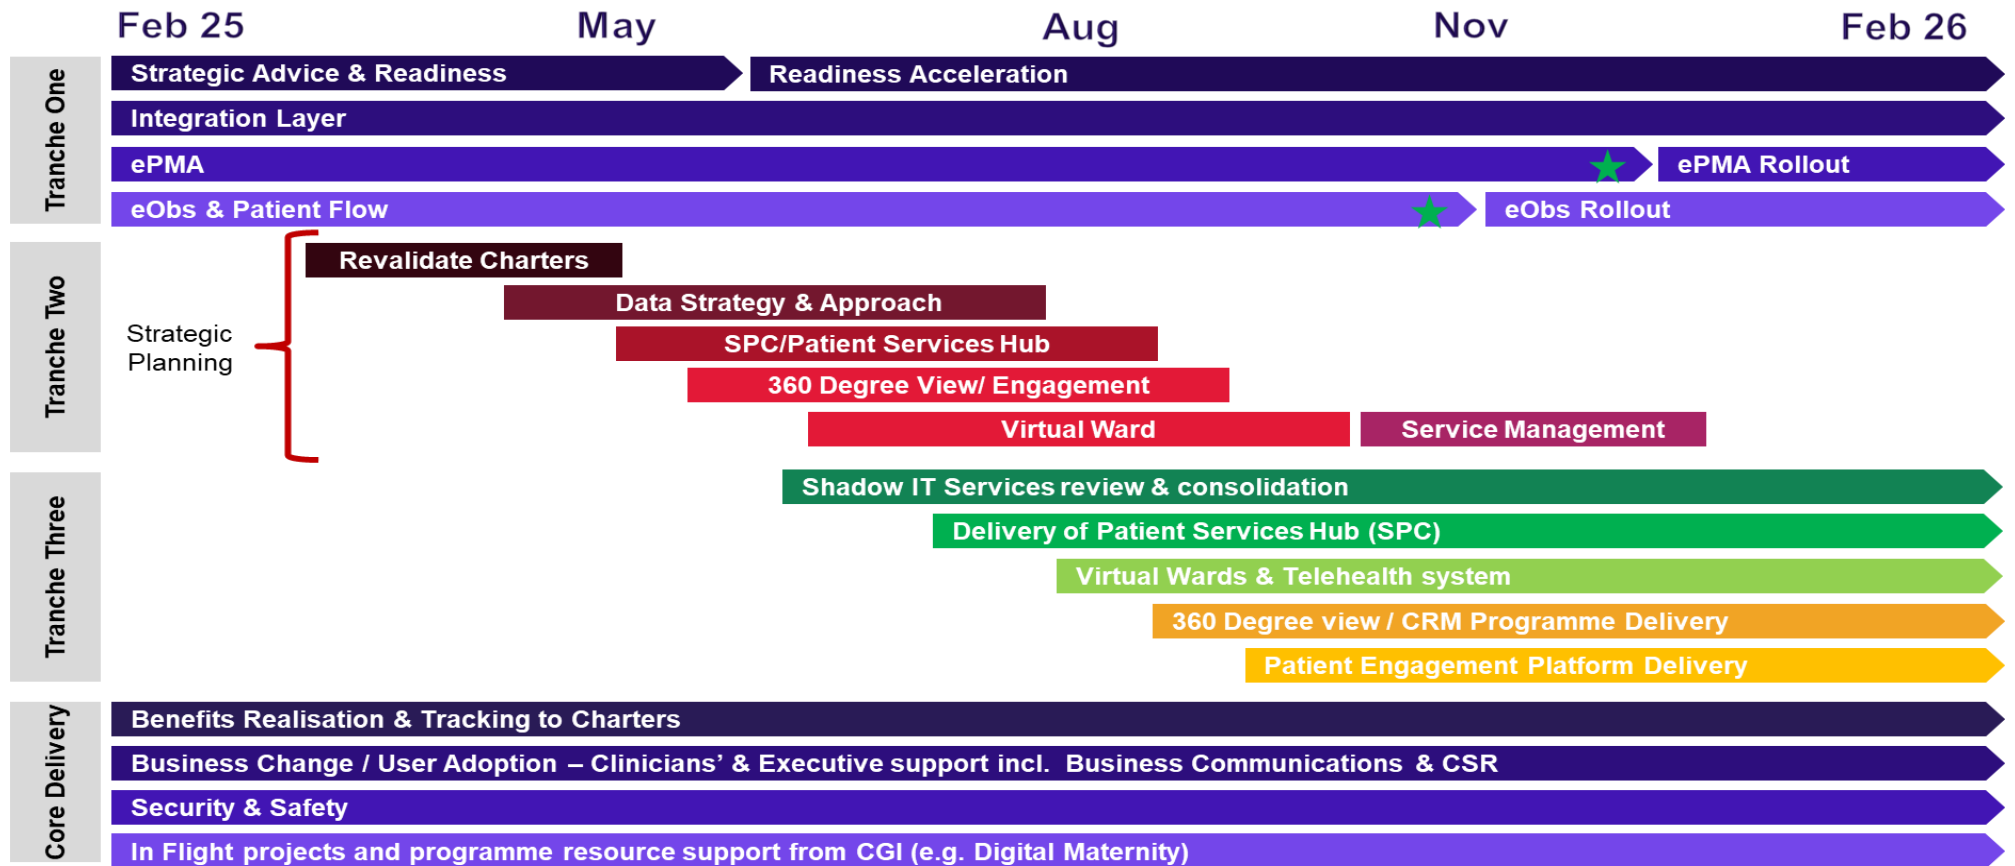 Feb 25 May Aug Nov Feb 26
Tranche One
Strategic Advice & Readiness Readiness Acceleration
Integration Layer
ePMA ePMA Rollout
eObs & Patient Flow eObs Rollout
Tranche Two
Strategic
Planning
Revalidate Charters
Data Strategy & Approach
SPC/Patient Services Hub
360 Degree View/ Engagement
Virtual Ward Service Management
Tranche Three
Shadow IT Services review & consolidation
Delivery of Patient Services Hub (SPC)
Virtual Wards & Telehealth system
360 Degree view / CRM Programme Delivery
Patient Engagement Platform Delivery
Core Delivery
Benefits Realisation & Tracking to Charters
Business Change / User Adoption – Clinicians’ & Executive support incl. Business Communications & CSR
Security & Safety
In Flight projects and programme resource support from CGI (e.g. Digital Maternity)